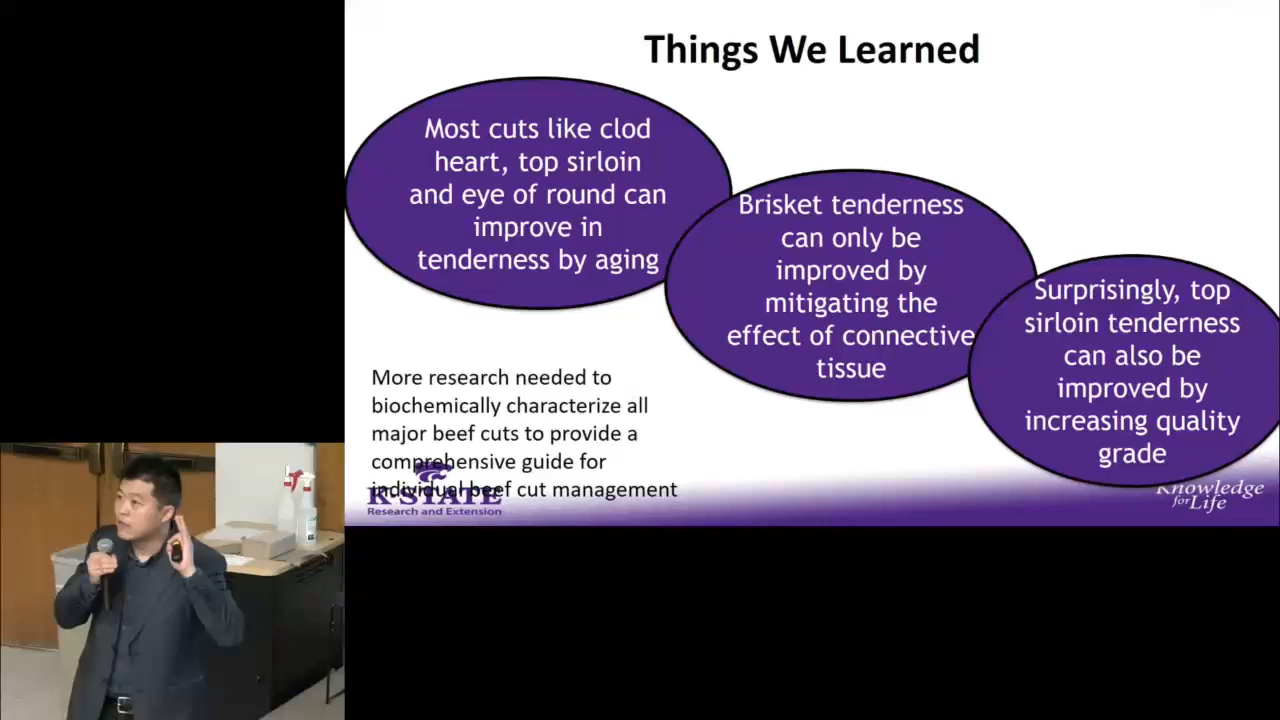 Things We Learned
Most cuts like clod
heart, top sirloin
and eye of round can
improve in
tenderness by aging
Brisket tenderness
can only be
improved by
mitigating the
effect of connective
tissue
Surprisingly, top
sirloin tenderness
can also be
improved by
increasing quality
grade
More research needed to
biochemically characterize all
major beef cuts to provide a
comprehensive guide for
individual beef cut management
K-STATE
Research and Extension
Knowledge
for Life